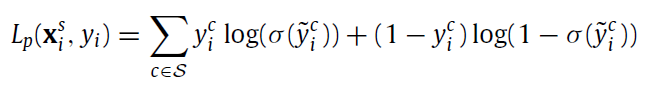 L_p(𝐱_i^s, y_i) = ∑_{c∈𝒮} y_i^c log(σ(ỹ_i^c)) + (1 − y_i^c) log(1 − σ(ỹ_i^c))